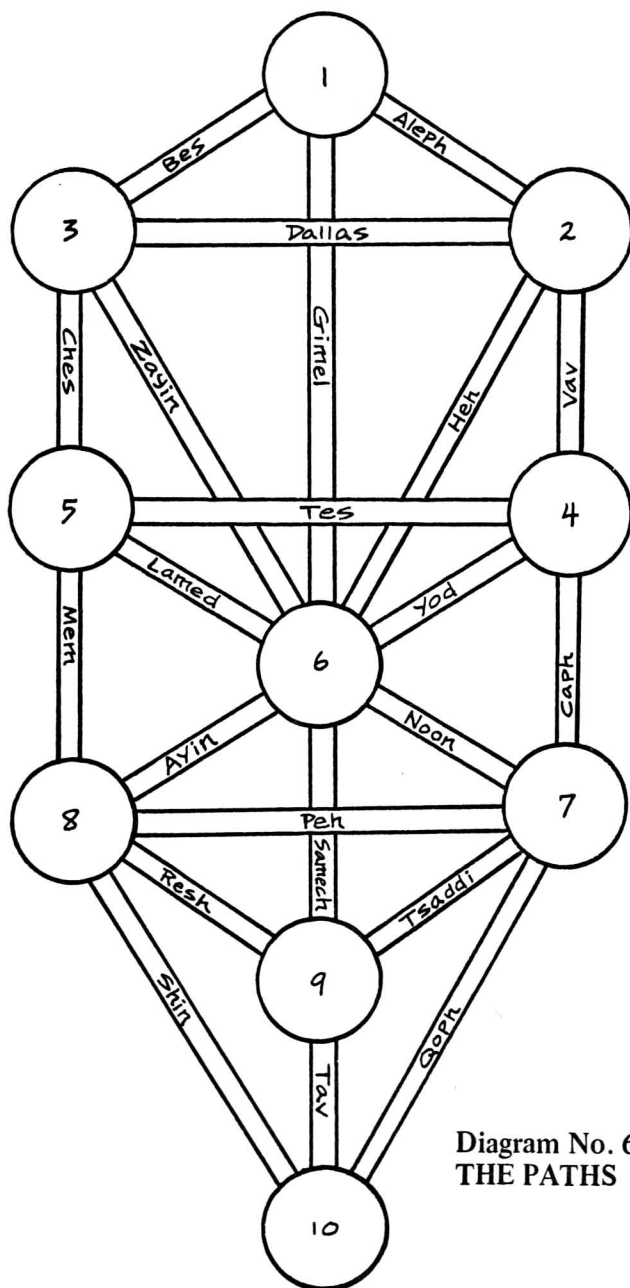 1
Bes
Aleph
3
Dallas
2
Ches
Zayin
Gimel
Heh
Vav
5
Tes
4
Lamed
Yod
Mem
6
Caph
Ayin
Noon
8
Peh
7
Resh
Samech
Tsaddi
9
Shin
Qoph
Tav
Diagram No. 6
THE PATHS
10